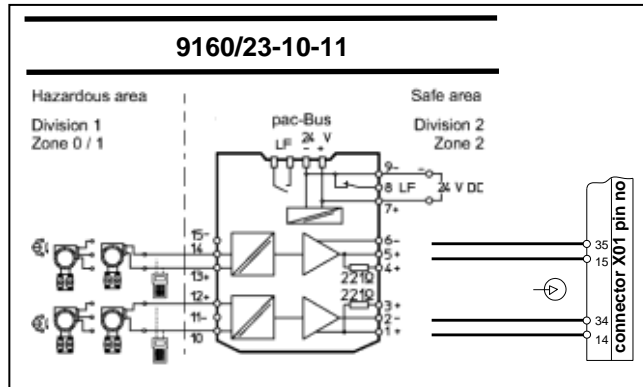 9160/23-10-11
Hazardous area
Safe area
Division 1
Zone 0 / 1
pac-Bus
Division 2
Zone 2
LF 24 V
- +
9-
-
8 LF
24 V DC
+
7+
15-
14
13+
12+
11-
10
6-
5+
4+
221Ω
221Ω
3+
2-
1+
35
15
34
14
connector X01 pin no